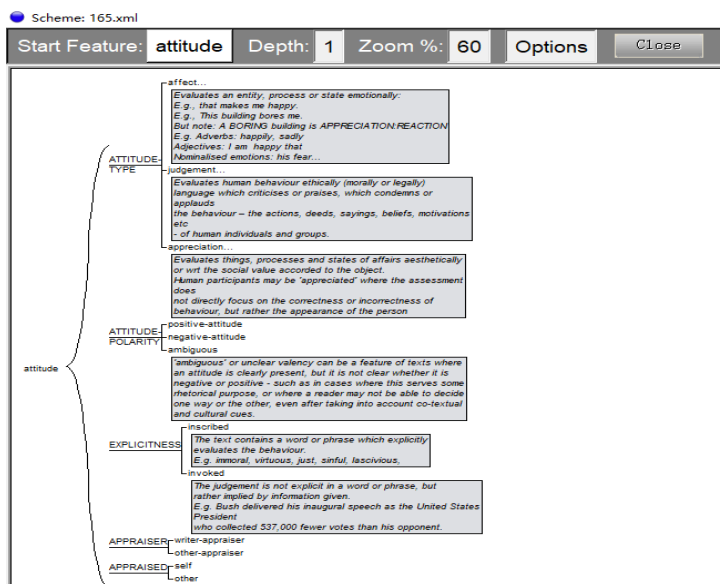 Scheme: 165.xml
Start Feature: attitude Depth: 1 Zoom %: 60 Options Close
affect...
Evaluates an entity, process or state emotionally:
E.g., that makes me happy.
E.g., This building bores me.
But note: A BORING building is APPRECIATION:REACTION
E.g. Adverbs: happily, sadly
Adjectives: I am happy that
Nominalised emotions: his fear...
ATTITUDE-
TYPE
judgement...
Evaluates human behaviour ethically (morally or legally)
language which criticises or praises, which condemns or
applauds
the behaviour – the actions, deeds, sayings, beliefs, motivations
etc
- of human individuals and groups.
appreciation...
Evaluates things, processes and states of affairs aesthetically
or wrt the social value accorded to the object.
Human participants may be 'appreciated' where the assessment
does
not directly focus on the correctness or incorrectness of
behaviour, but rather the appearance of the person
attitude
ATTITUDE-
POLARITY
positive-attitude
negative-attitude
ambiguous
'ambiguous' or unclear valency can be a feature of texts where
an attitude is clearly present, but it is not clear whether it is
negative or positive - such as in cases where this serves some
rhetorical purpose, or where a reader may not be able to decide
one way or the other, even after taking into account co-textual
and cultural cues.
EXPLICITNESS
inscribed
The text contains a word or phrase which explicitly
evaluates the behaviour.
E.g. immoral, virtuous, just, sinful, lascivious,
invoked
The judgement is not explicit in a word or phrase, but
rather implied by information given.
E.g. Bush delivered his inaugural speech as the United States
President
who collected 537,000 fewer votes than his opponent.
APPRAISER
writer-appraiser
other-appraiser
APPRAISED
self
other